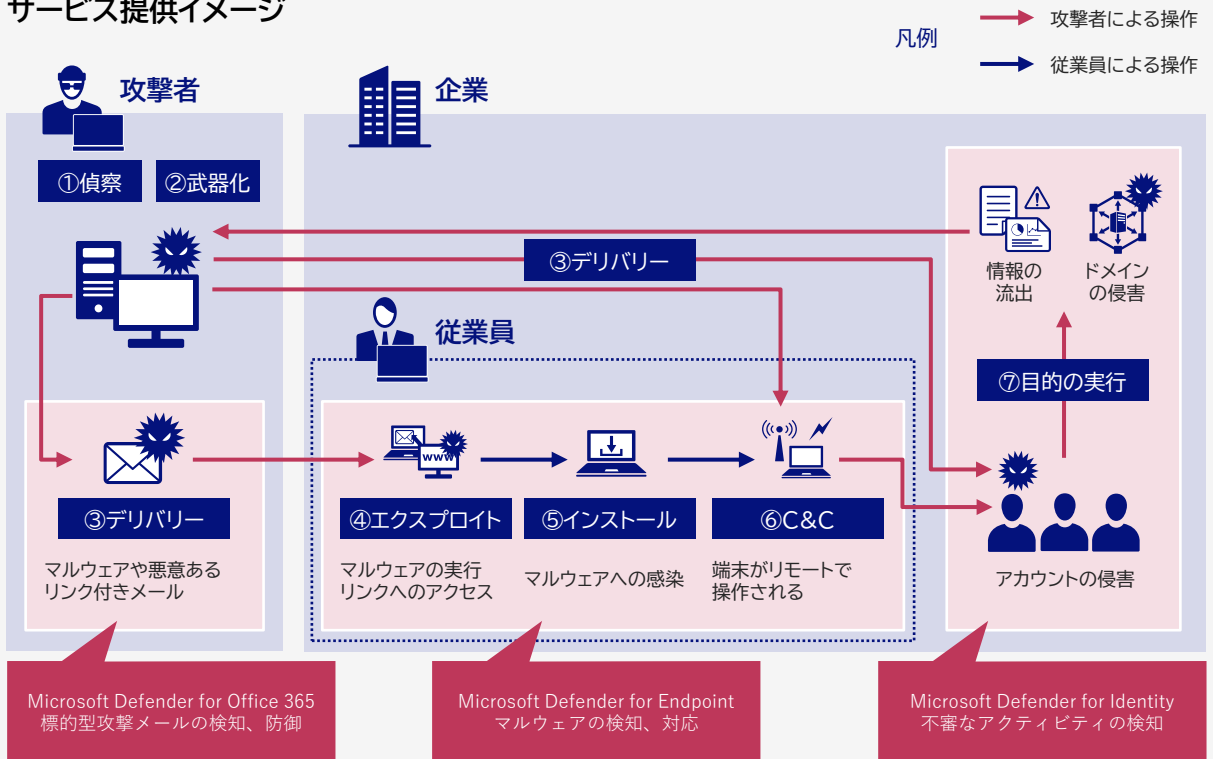 サービス提供イメージ
凡例
攻撃者による操作
従業員による操作
攻撃者
企業
①偵察
②武器化
③デリバリー
情報の
流出
ドメイン
の侵害
従業員
⑦目的の実行
www
③デリバリー
④エクスプロイト
⑤インストール
⑥C&C
マルウェアや悪意ある
リンク付きメール
マルウェアの実行
リンクへのアクセス
マルウェアへの感染
端末がリモートで
操作される
アカウントの侵害
Microsoft Defender for Office 365
標的型攻撃メールの検知、防御
Microsoft Defender for Endpoint
マルウェアの検知、対応
Microsoft Defender for Identity
不審なアクティビティの検知